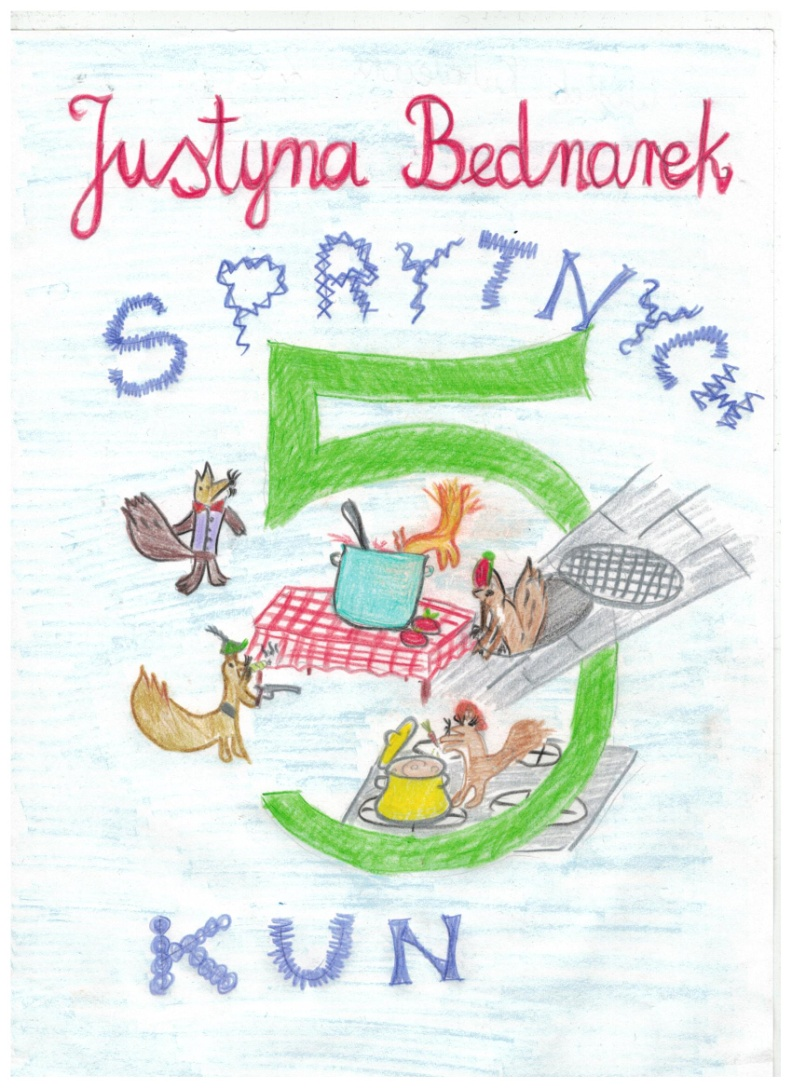 Justyna Bednarek
SPRYTNYCH
5
KUN